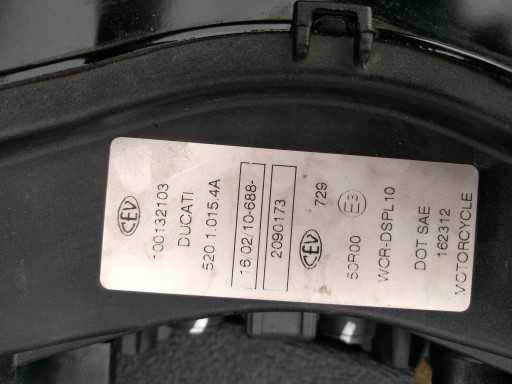 CEV
100132103
DUCATI
520.1.015.4A
16/02/10-688-
2090173
CEV 729
50R00 E3
WCR-DSPL10
DOT SAE
162312
MOTORCYCLE